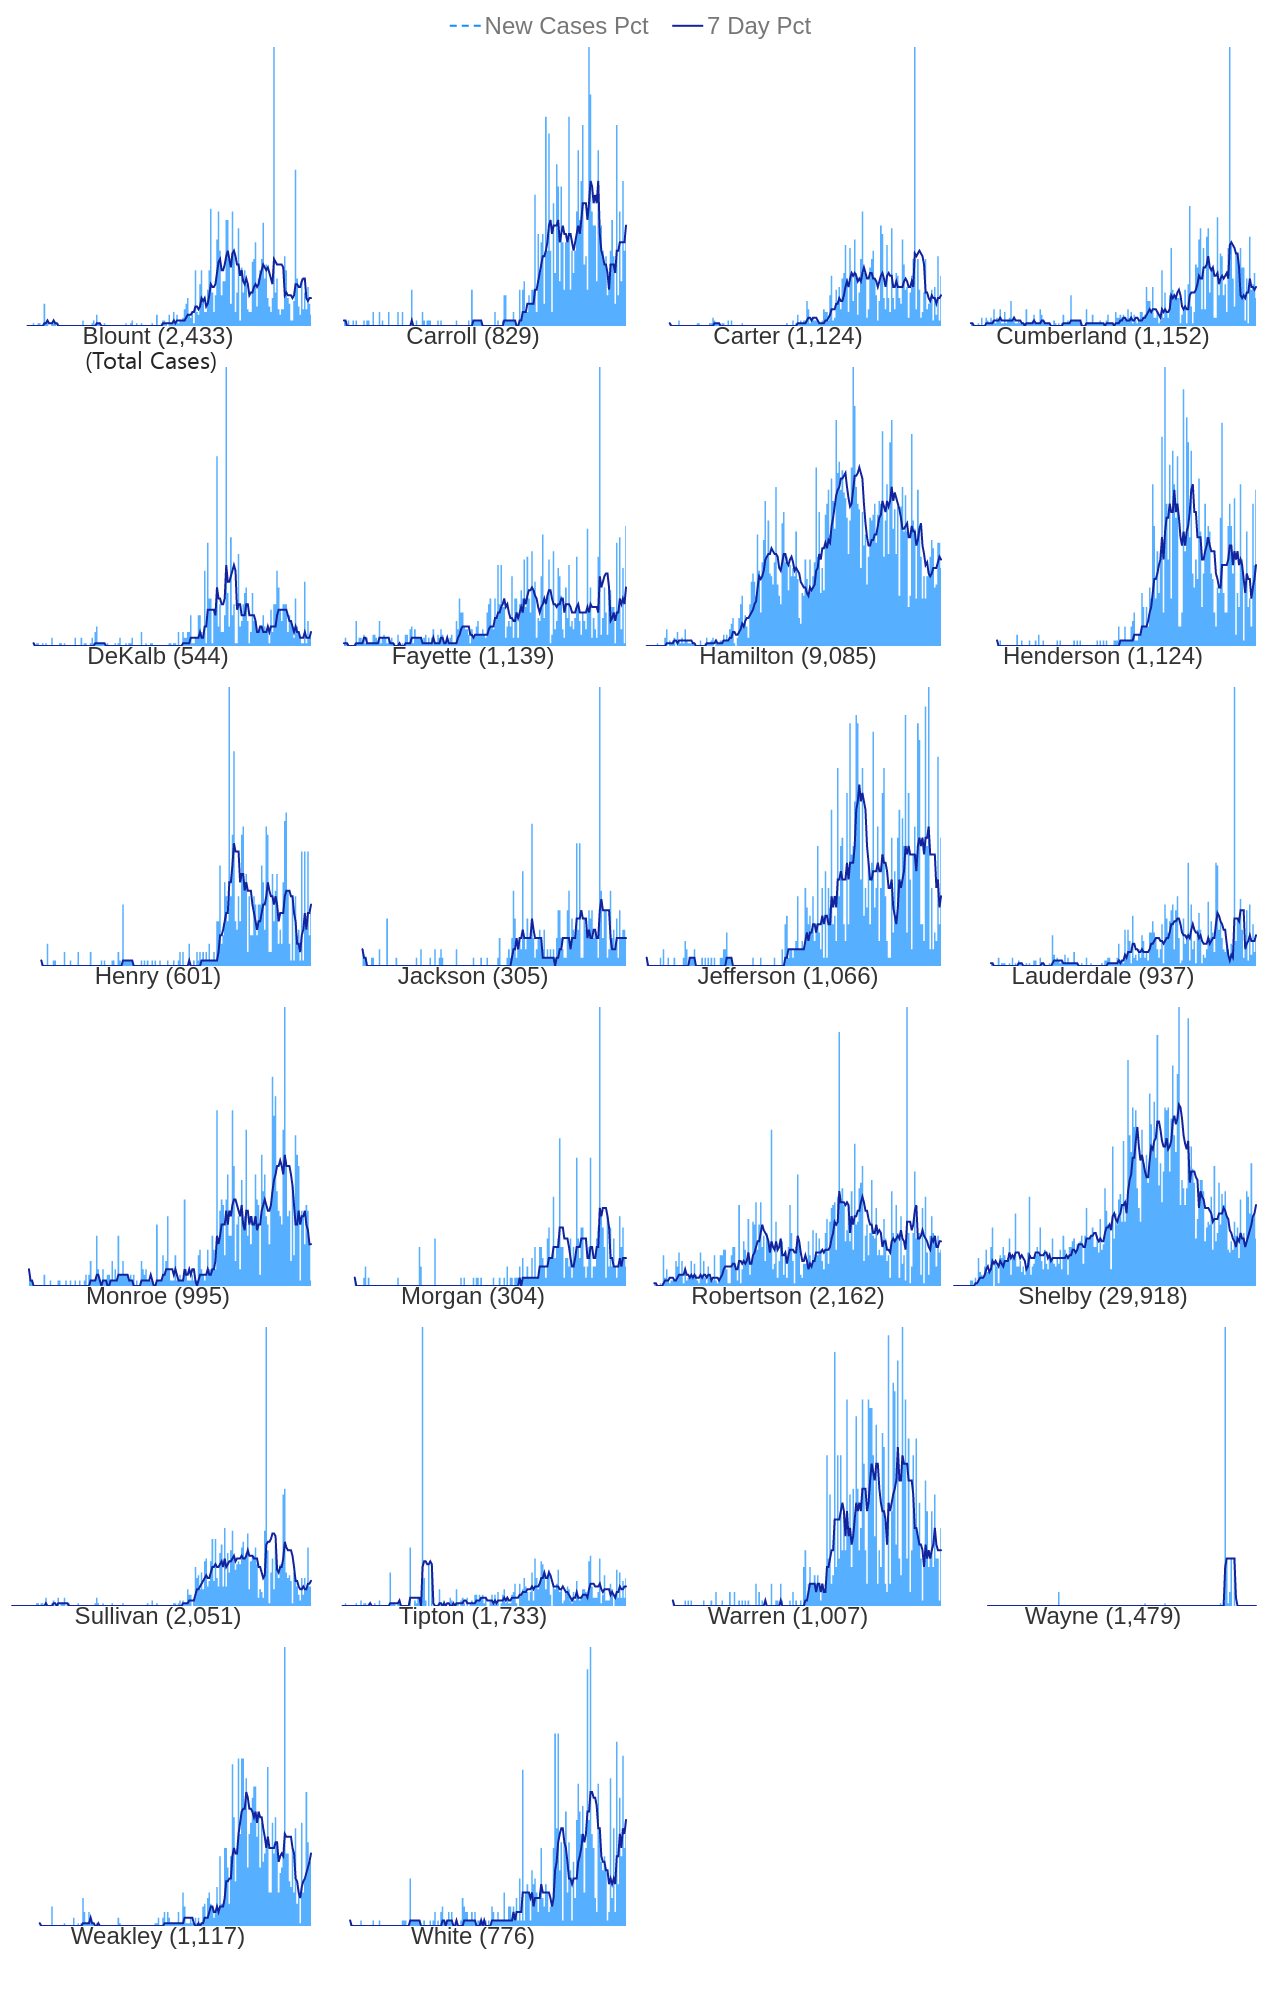 New Cases Pct 7 Day Pct
Blount (2,433) Carroll (829) Carter (1,124) Cumberland (1,152)
(Total Cases)
DeKalb (544) Fayette (1,139) Hamilton (9,085) Henderson (1,124)
Henry (601) Jackson (305) Jefferson (1,066) Lauderdale (937)
Monroe (995) Morgan (304) Robertson (2,162) Shelby (29,918)
Sullivan (2,051) Tipton (1,733) Warren (1,007) Wayne (1,479)
Weakley (1,117) White (776)